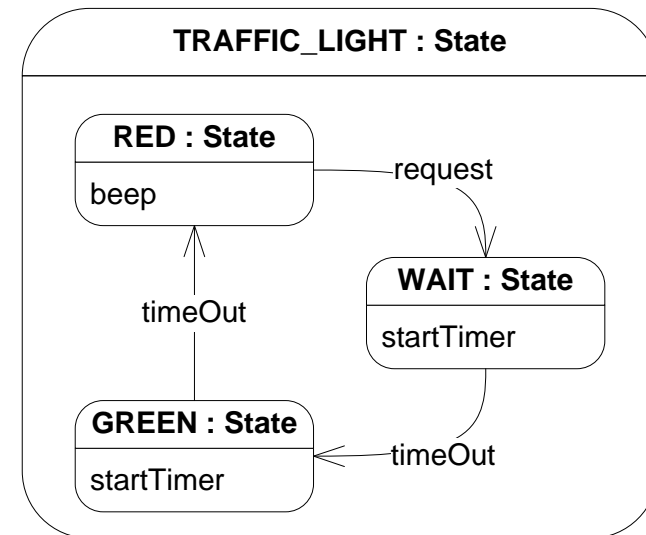 TRAFFIC_LIGHT : State
RED : State
beep
request
WAIT : State
startTimer
timeOut
GREEN : State
startTimer
timeOut